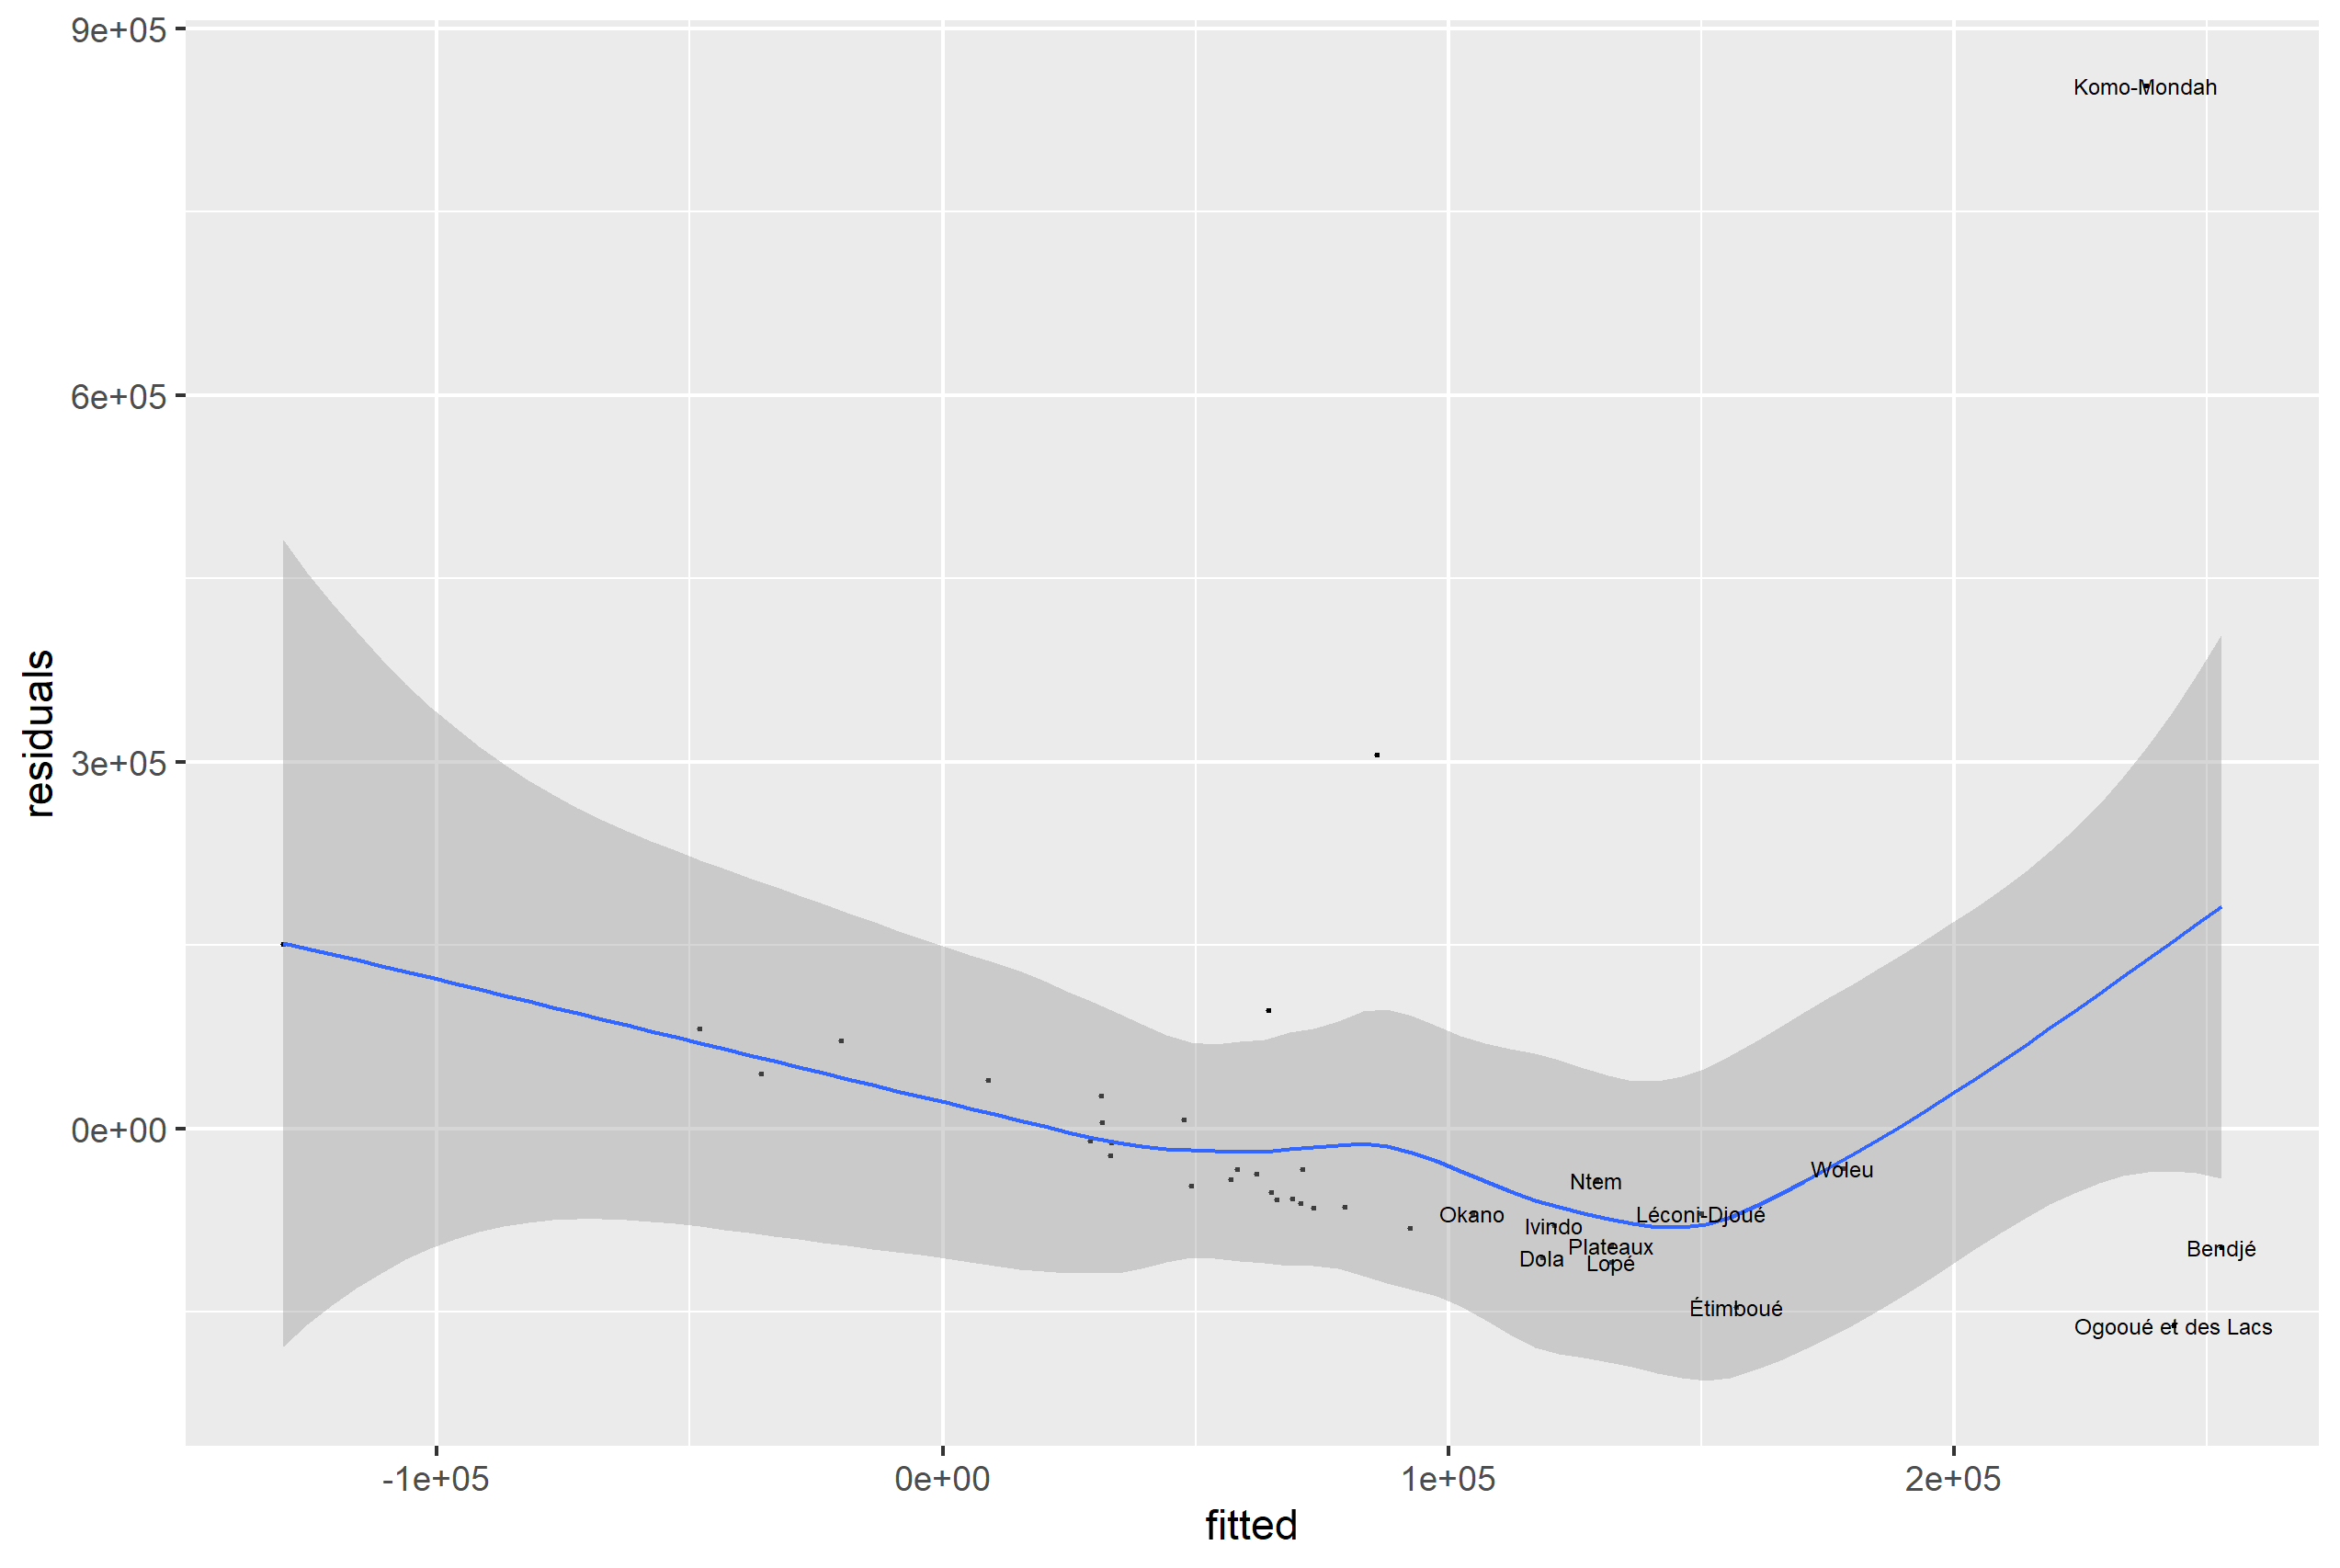 9e+05
Komo-Mondah
6e+05
residuals
3e+05
0e+00
Woleu
Ntem
Okano
Léconi-Djoué
Ivindo
Plateaux
Bendjé
Dola
Lopé
Étimboué
Ogooué et des Lacs
-1e+05 0e+00 1e+05 2e+05
fitted